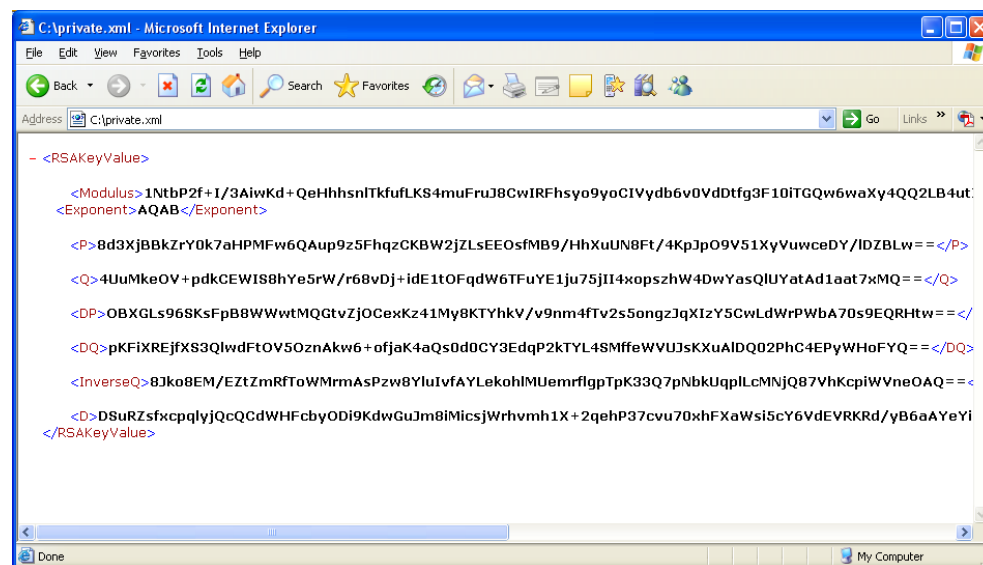 C:\private.xml - Microsoft Internet Explorer
File Edit View Favorites Tools Help
Back Search Favorites
Address C:\private.xml Go Links »
- <RSAKeyValue>
<Modulus>1NtbP2f+I/3AiwKd+QeHhhsnlTkfufLKS4muFruJ8CwIRFhsyo9yoCIVydb6v0VdDtfg3F10iTGQw6waXy4QQ2LB4ut
<Exponent>AQAB</Exponent>
<P>8d3XjBBkZrY0k7aHPMFw6QAup9z5FhqzCKBW2jZLsEEOsfMB9/HhXuUN8Ft/4KpJpO9V51XyVuwceDY/lDZBLw==</P>
<Q>4UuMkeOV+pdkCEWIS8hYe5rW/r68vDj+idE1tOFqdW6TFuYE1ju75jII4xopszhW4DwYasQlUYatAd1aat7xMQ==</Q>
<DP>OBXGLs96SKsFpB8WWwtMQGtvZjOCexKz41My8KTYhkV/v9nm4fTv2s5ongzJqXIzY5CwLdWrPWbA70s9EQRHtw==</
<DQ>pKFiXREjfXS3QlwdFtOV5OznAkw6+ofjaK4aQs0d0CY3EdqP2kTYL4SMffeWVUJsKXuAlDQ02PhC4EPyWHoFYQ==</DQ>
<InverseQ>8Jko8EM/EZtZmRfToWMrmAsPzw8YluIvfAYLekohlMUemrflgpTpK33Q7pNbkUqplLcMNjQ87VhKcpiWVneOAQ==<
<D>DSuRZsfxcpqlyjQcQCdWHFcbyODi9KdwGuJm8iMicsjWrhvmh1X+2qehP37cvu70xhFXaWsi5cY6VdEVRKRd/yB6aAYeYi
</RSAKeyValue>
Done My Computer